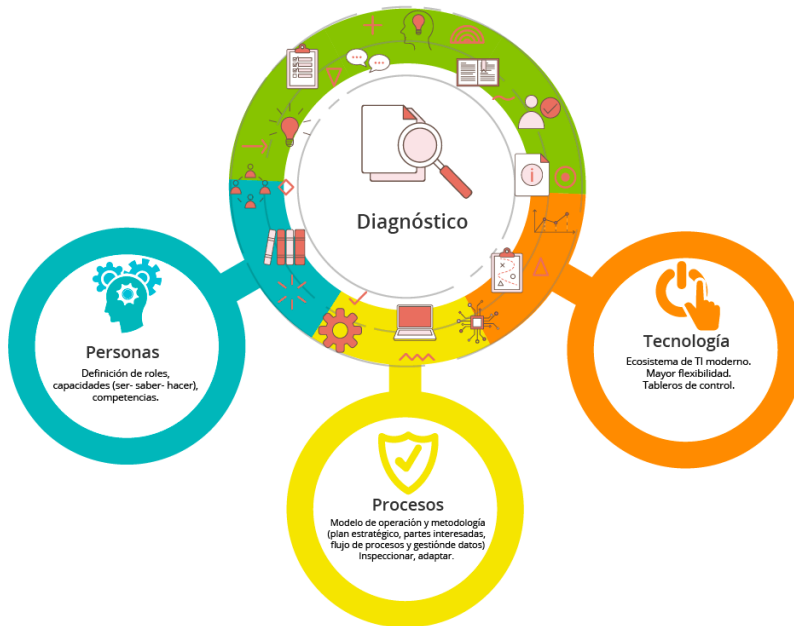 Diagnóstico
Personas
Definición de roles,
capacidades (ser- saber- hacer),
competencias.
Procesos
Modelo de operación y metodología
(plan estratégico, partes interesadas,
flujo de procesos y gestiónde datos)
Inspeccionar, adaptar.
Tecnología
Ecosistema de TI moderno.
Mayor flexibilidad.
Tableros de control.